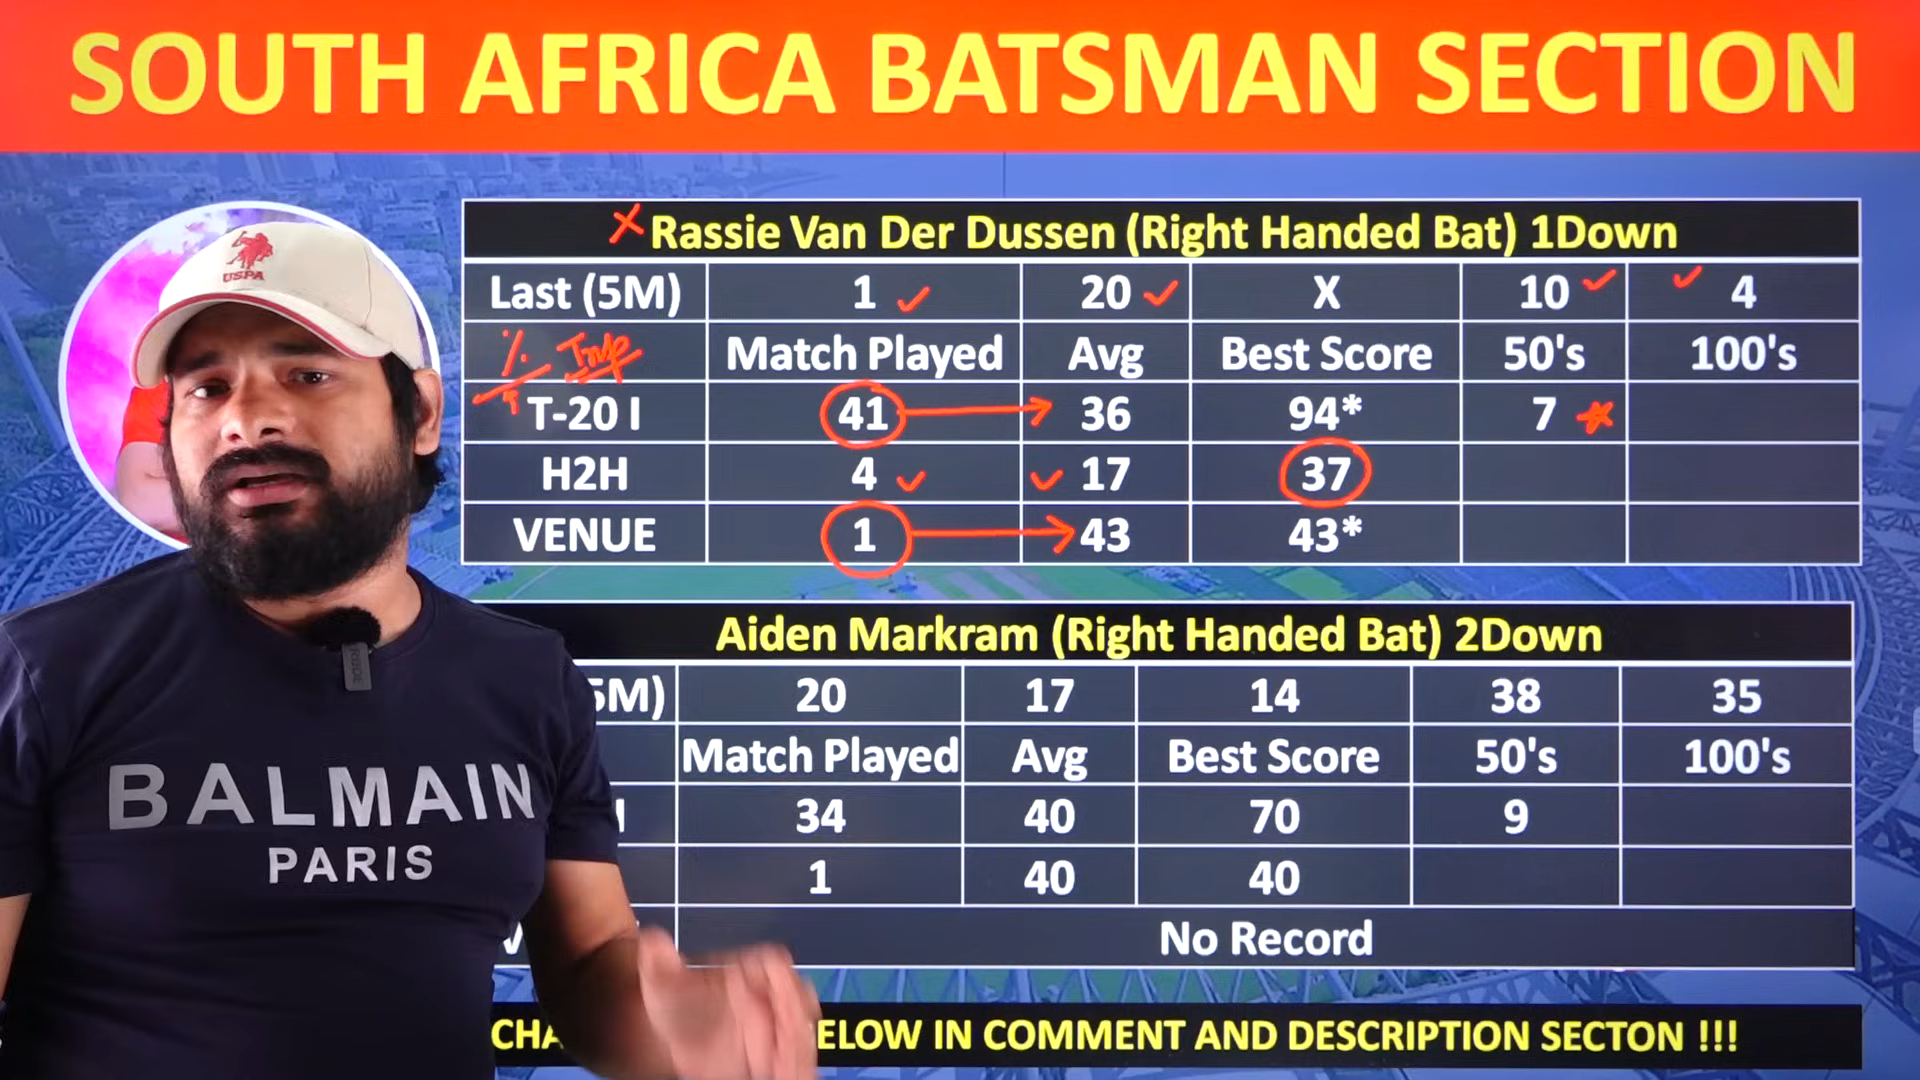 SOUTH AFRICA BATSMAN SECTION
X Rassie Van Der Dussen (Right Handed Bat) 1Down
Last (5M) 1 20 X 10 4
% Imp Match Played Avg Best Score 50's 100's
T-20 I 41 36 94* 7
H2H 4 17 37
VENUE 1 43 43*
Aiden Markram (Right Handed Bat) 2Down
5M) 20 17 14 38 35
Match Played Avg Best Score 50's 100's
I 34 40 70 9
1 40 40
V No Record
CHA ELOW IN COMMENT AND DESCRIPTION SECTON !!!
USPA
RODE
BALMAIN
PARIS